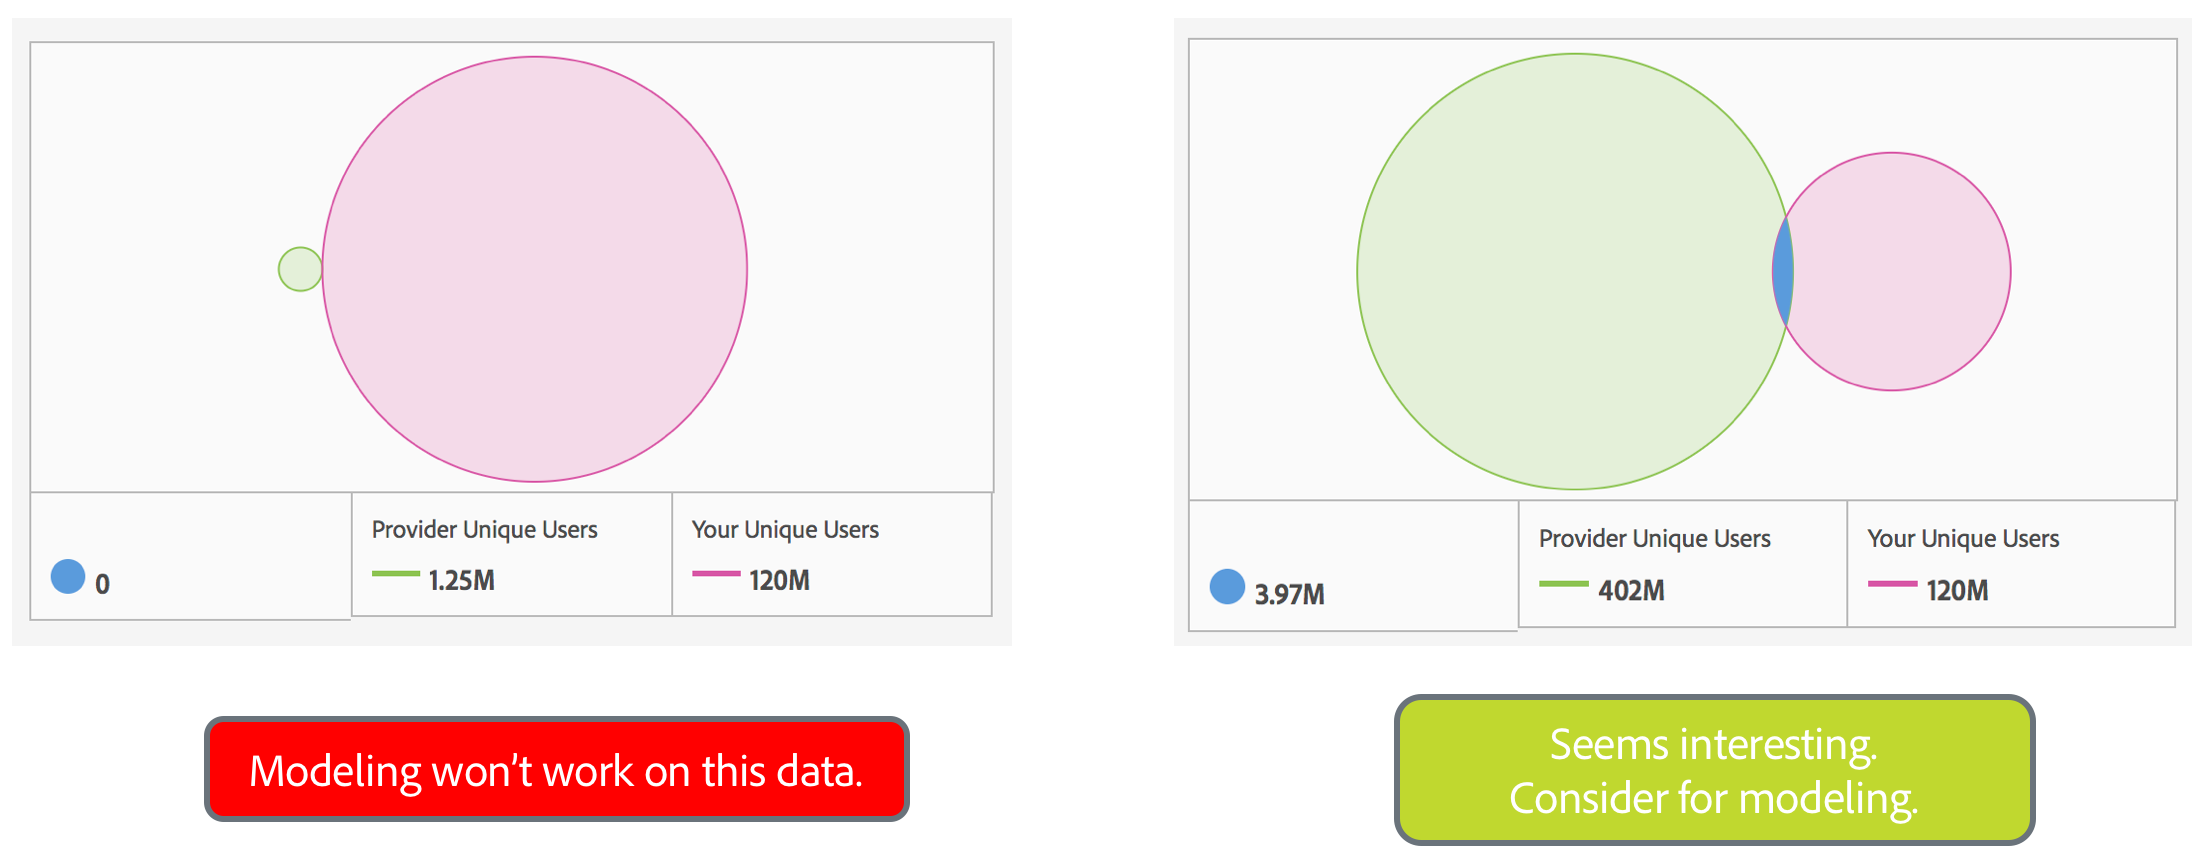 0
Provider Unique Users
1.25M
Your Unique Users
120M
Modeling won't work on this data.
3.97M
Provider Unique Users
402M
Your Unique Users
120M
Seems interesting.
Consider for modeling.